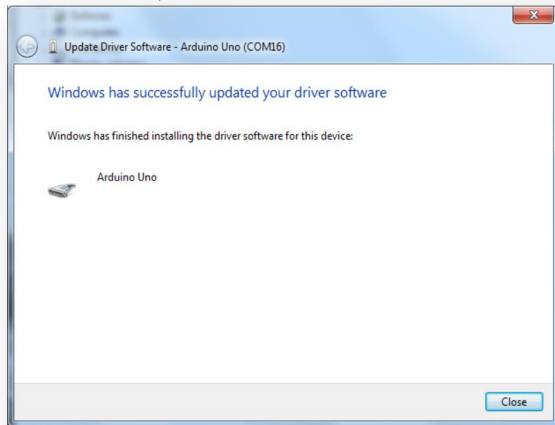 Update Driver Software - Arduino Uno (COM16)
Windows has successfully updated your driver software
Windows has finished installing the driver software for this device:
Arduino Uno
Close